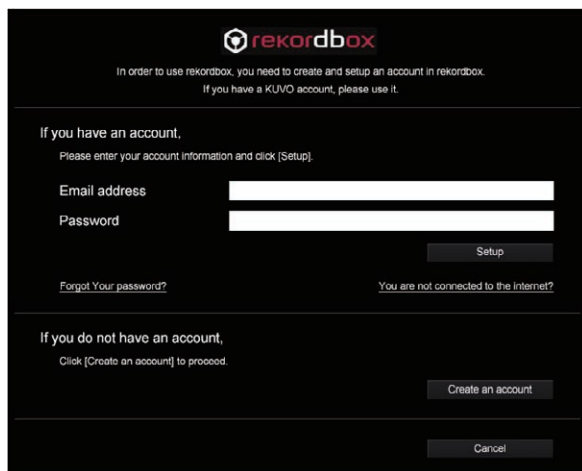 rekordbox
In order to use rekordbox, you need to create and setup an account in rekordbox.
If you have a KUVO account, please use it.
If you have an account,
Please enter your account information and click [Setup].
Email address
Password
Setup
Forgot Your password?
You are not connected to the internet?
If you do not have an account,
Click [Create an account] to proceed.
Create an account
Cancel